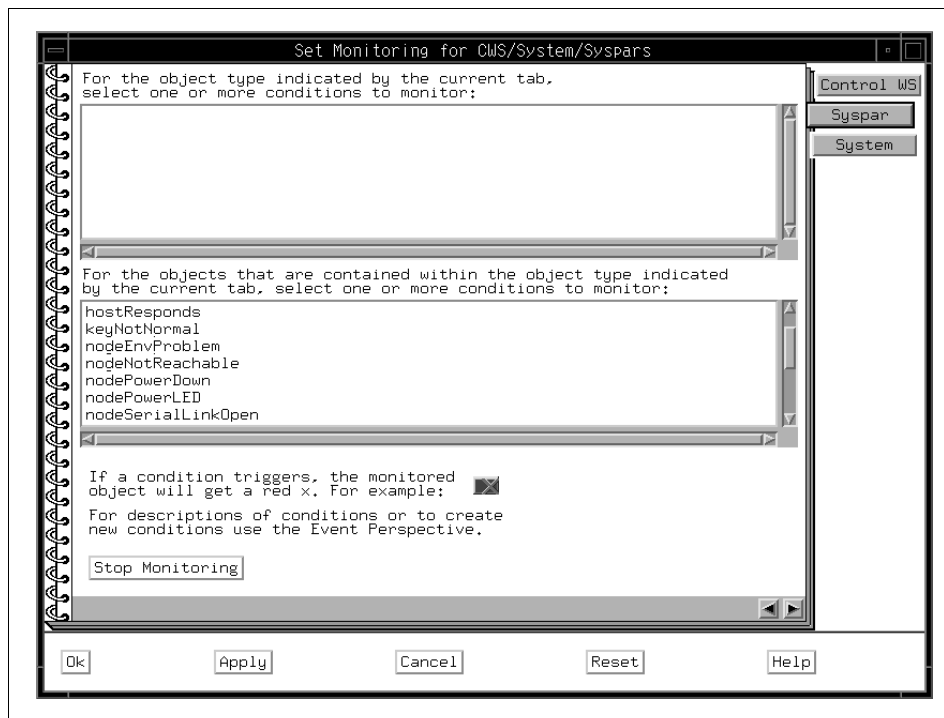 Set Monitoring for CWS/System/Syspars
For the object type indicated by the current tab,
select one or more conditions to monitor:
Control WS
Syspar
System
For the objects that are contained within the object type indicated
by the current tab, select one or more conditions to monitor:
hostResponds
keyNotNormal
nodeEnvProblem
nodeNotReachable
nodePowerDown
nodePowerLED
nodeSerialLinkOpen
If a condition triggers, the monitored
object will get a red x. For example:
For descriptions of conditions or to create
new conditions use the Event Perspective.
Stop Monitoring
Ok
Apply
Cancel
Reset
Help